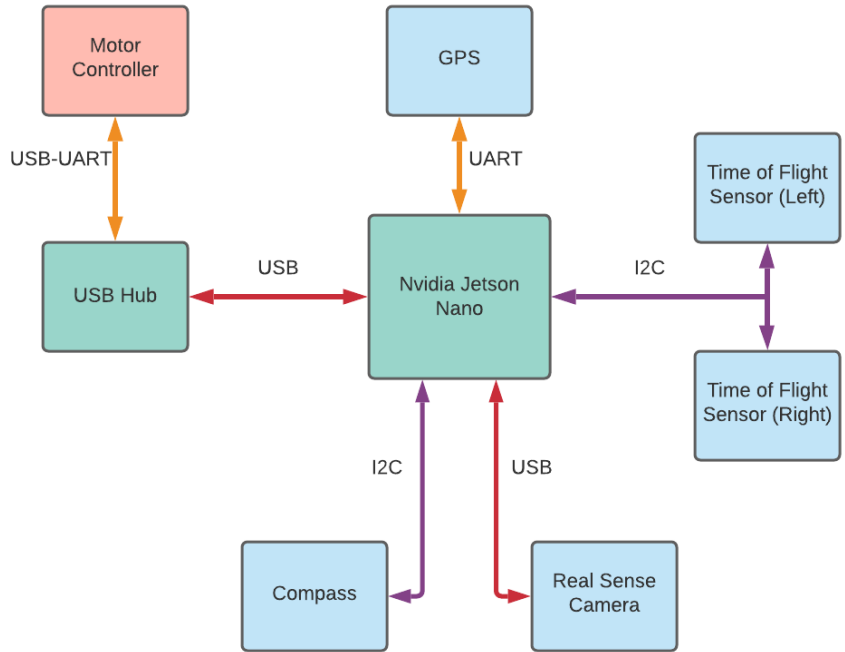 Motor
Controller
GPS
USB-UART
UART
Time of Flight
Sensor (Left)
USB Hub
USB
Nvidia Jetson
Nano
I2C
Time of Flight
Sensor (Right)
I2C
USB
Compass
Real Sense
Camera